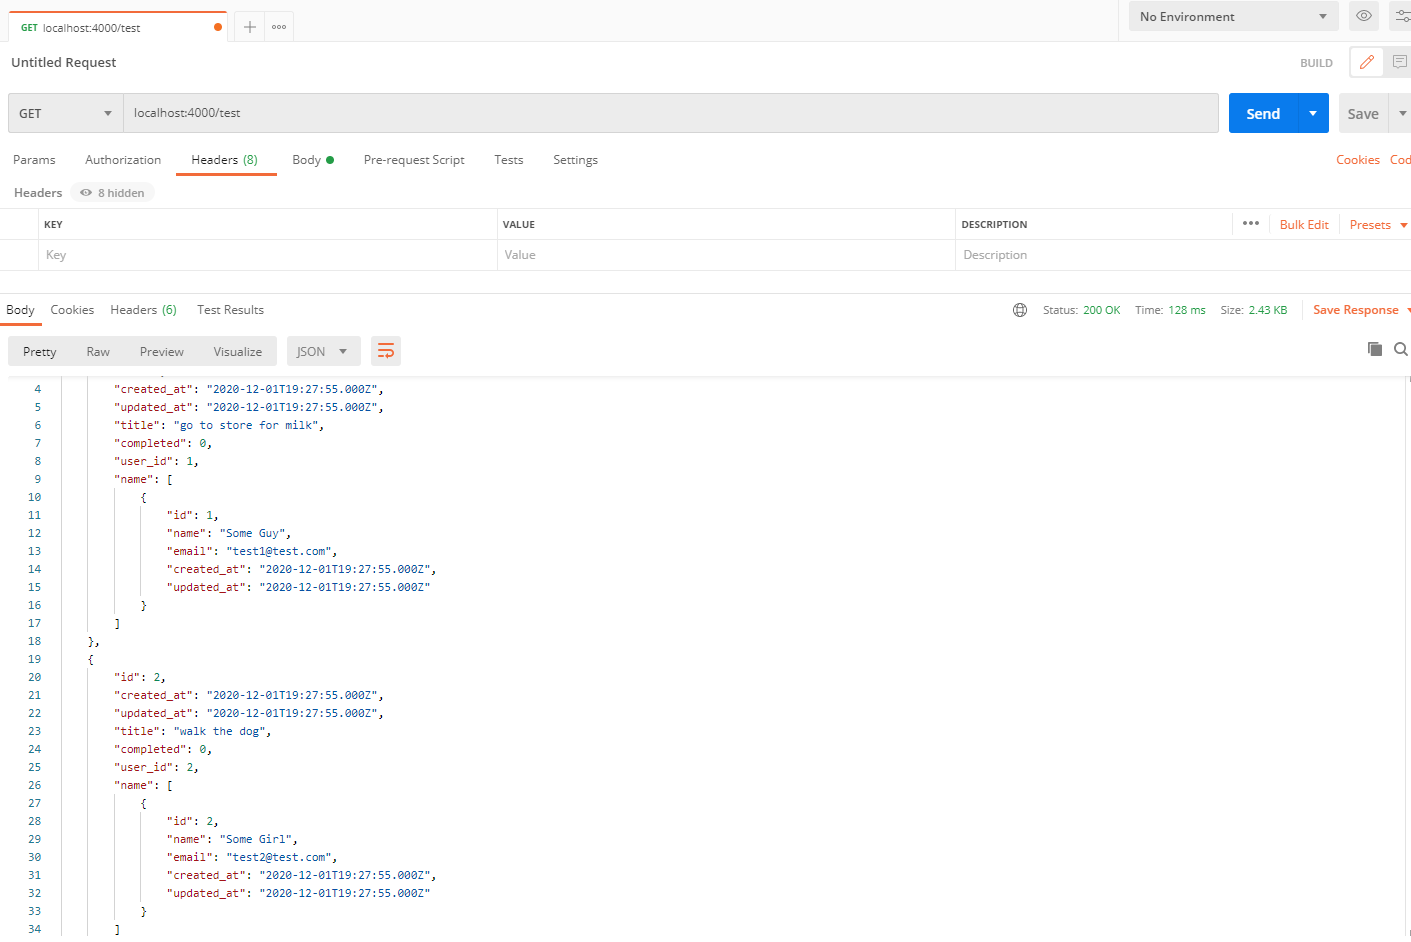 GET localhost:4000/test
No Environment
Untitled Request
BUILD
GET
localhost:4000/test
Send
Save
Params
Authorization
Headers (8)
Body
Pre-request Script
Tests
Settings
Cookies
Cod
Headers
8 hidden
KEY
VALUE
DESCRIPTION
Bulk Edit
Presets
Key
Value
Description
Body
Cookies
Headers (6)
Test Results
Status: 200 OK
Time: 128 ms
Size: 2.43 KB
Save Response
Pretty
Raw
Preview
Visualize
JSON
4 "created_at": "2020-12-01T19:27:55.000Z",
5 "updated_at": "2020-12-01T19:27:55.000Z",
6 "title": "go to store for milk",
7 "completed": 0,
8 "user_id": 1,
9 "name": [
10 {
11 "id": 1,
12 "name": "Some Guy",
13 "email": "test1@test.com",
14 "created_at": "2020-12-01T19:27:55.000Z",
15 "updated_at": "2020-12-01T19:27:55.000Z"
16 }
17 ]
18 },
19 {
20 "id": 2,
21 "created_at": "2020-12-01T19:27:55.000Z",
22 "updated_at": "2020-12-01T19:27:55.000Z",
23 "title": "walk the dog",
24 "completed": 0,
25 "user_id": 2,
26 "name": [
27 {
28 "id": 2,
29 "name": "Some Girl",
30 "email": "test2@test.com",
31 "created_at": "2020-12-01T19:27:55.000Z",
32 "updated_at": "2020-12-01T19:27:55.000Z"
33 }
34 ]